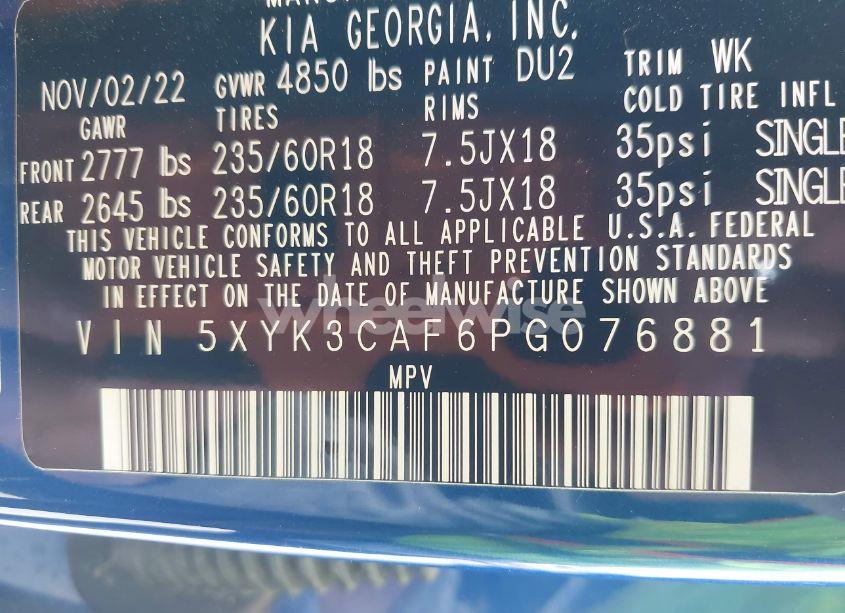 KIA GEORGIA, INC.
NOV/02/22 GVWR 4850 lbs PAINT DU2 TRIM WK
GAWR TIRES RIMS COLD TIRE INFL
FRONT 2777 lbs 235/60R18 7.5JX18 35psi SINGLE
REAR 2645 lbs 235/60R18 7.5JX18 35psi SINGLE
THIS VEHICLE CONFORMS TO ALL APPLICABLE U.S.A. FEDERAL
MOTOR VEHICLE SAFETY AND THEFT PREVENTION STANDARDS
IN EFFECT ON THE DATE OF MANUFACTURE SHOWN ABOVE
wheelwise
VIN 5XYK3CAF6PG076881
MPV